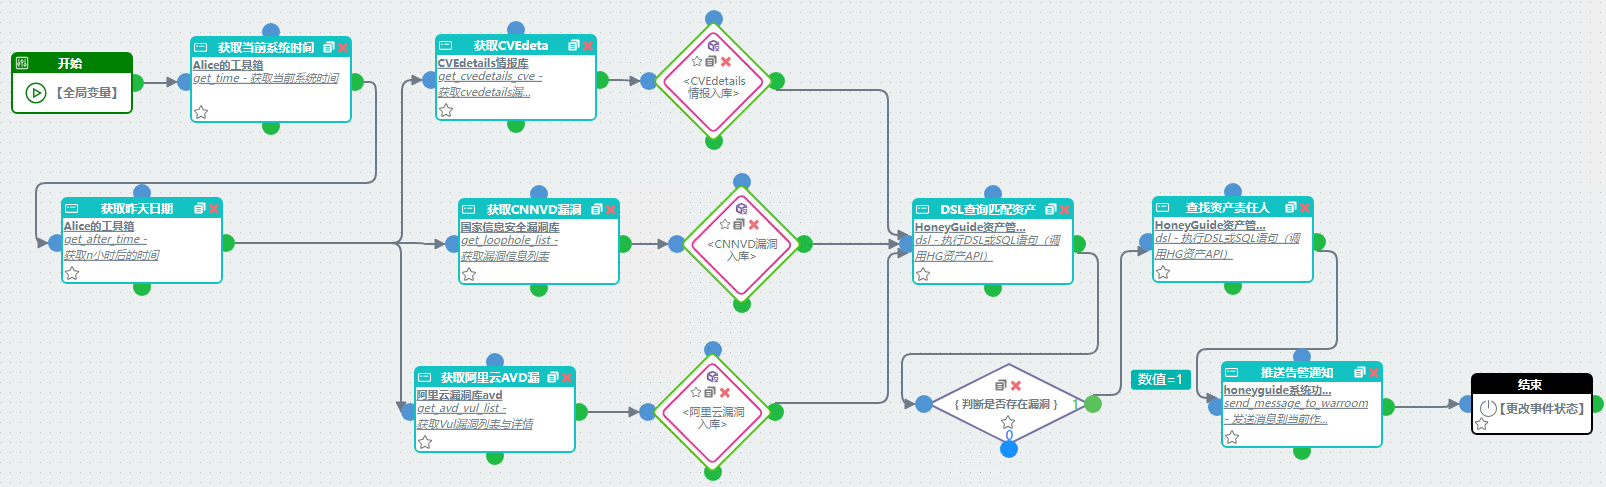 开始
【全局变量】
获取当前系统时间
Alice的工具箱
get_time - 获取当前系统时间
获取昨天日期
Alice的工具箱
get_after_time -
获取n小时后的时间
获取CVEdeta
CVEdetails情报库
get_cvedetails_cve -
获取cvedetails漏...
<CVEdetails
情报入库>
获取CNNVD漏洞
国家信息安全漏洞库
get_loophole_list -
获取漏洞信息列表
<CNNVD漏洞
入库>
获取阿里云AVD漏
阿里云漏洞库avd
get_avd_vul_list -
获取Vul漏洞列表与详情
<阿里云漏洞
入库>
DSL查询匹配资产
HoneyGuide资产管...
dsl - 执行DSL或SQL语句（调
用HG资产API）
{ 判断是否存在漏洞 }
1
0
数值=1
查找资产责任人
HoneyGuide资产管...
dsl - 执行DSL或SQL语句（调
用HG资产API）
推送告警通知
honeyguide系统功...
send_message_to_warroom
- 发送消息到当前作...
结束
【更改事件状态】